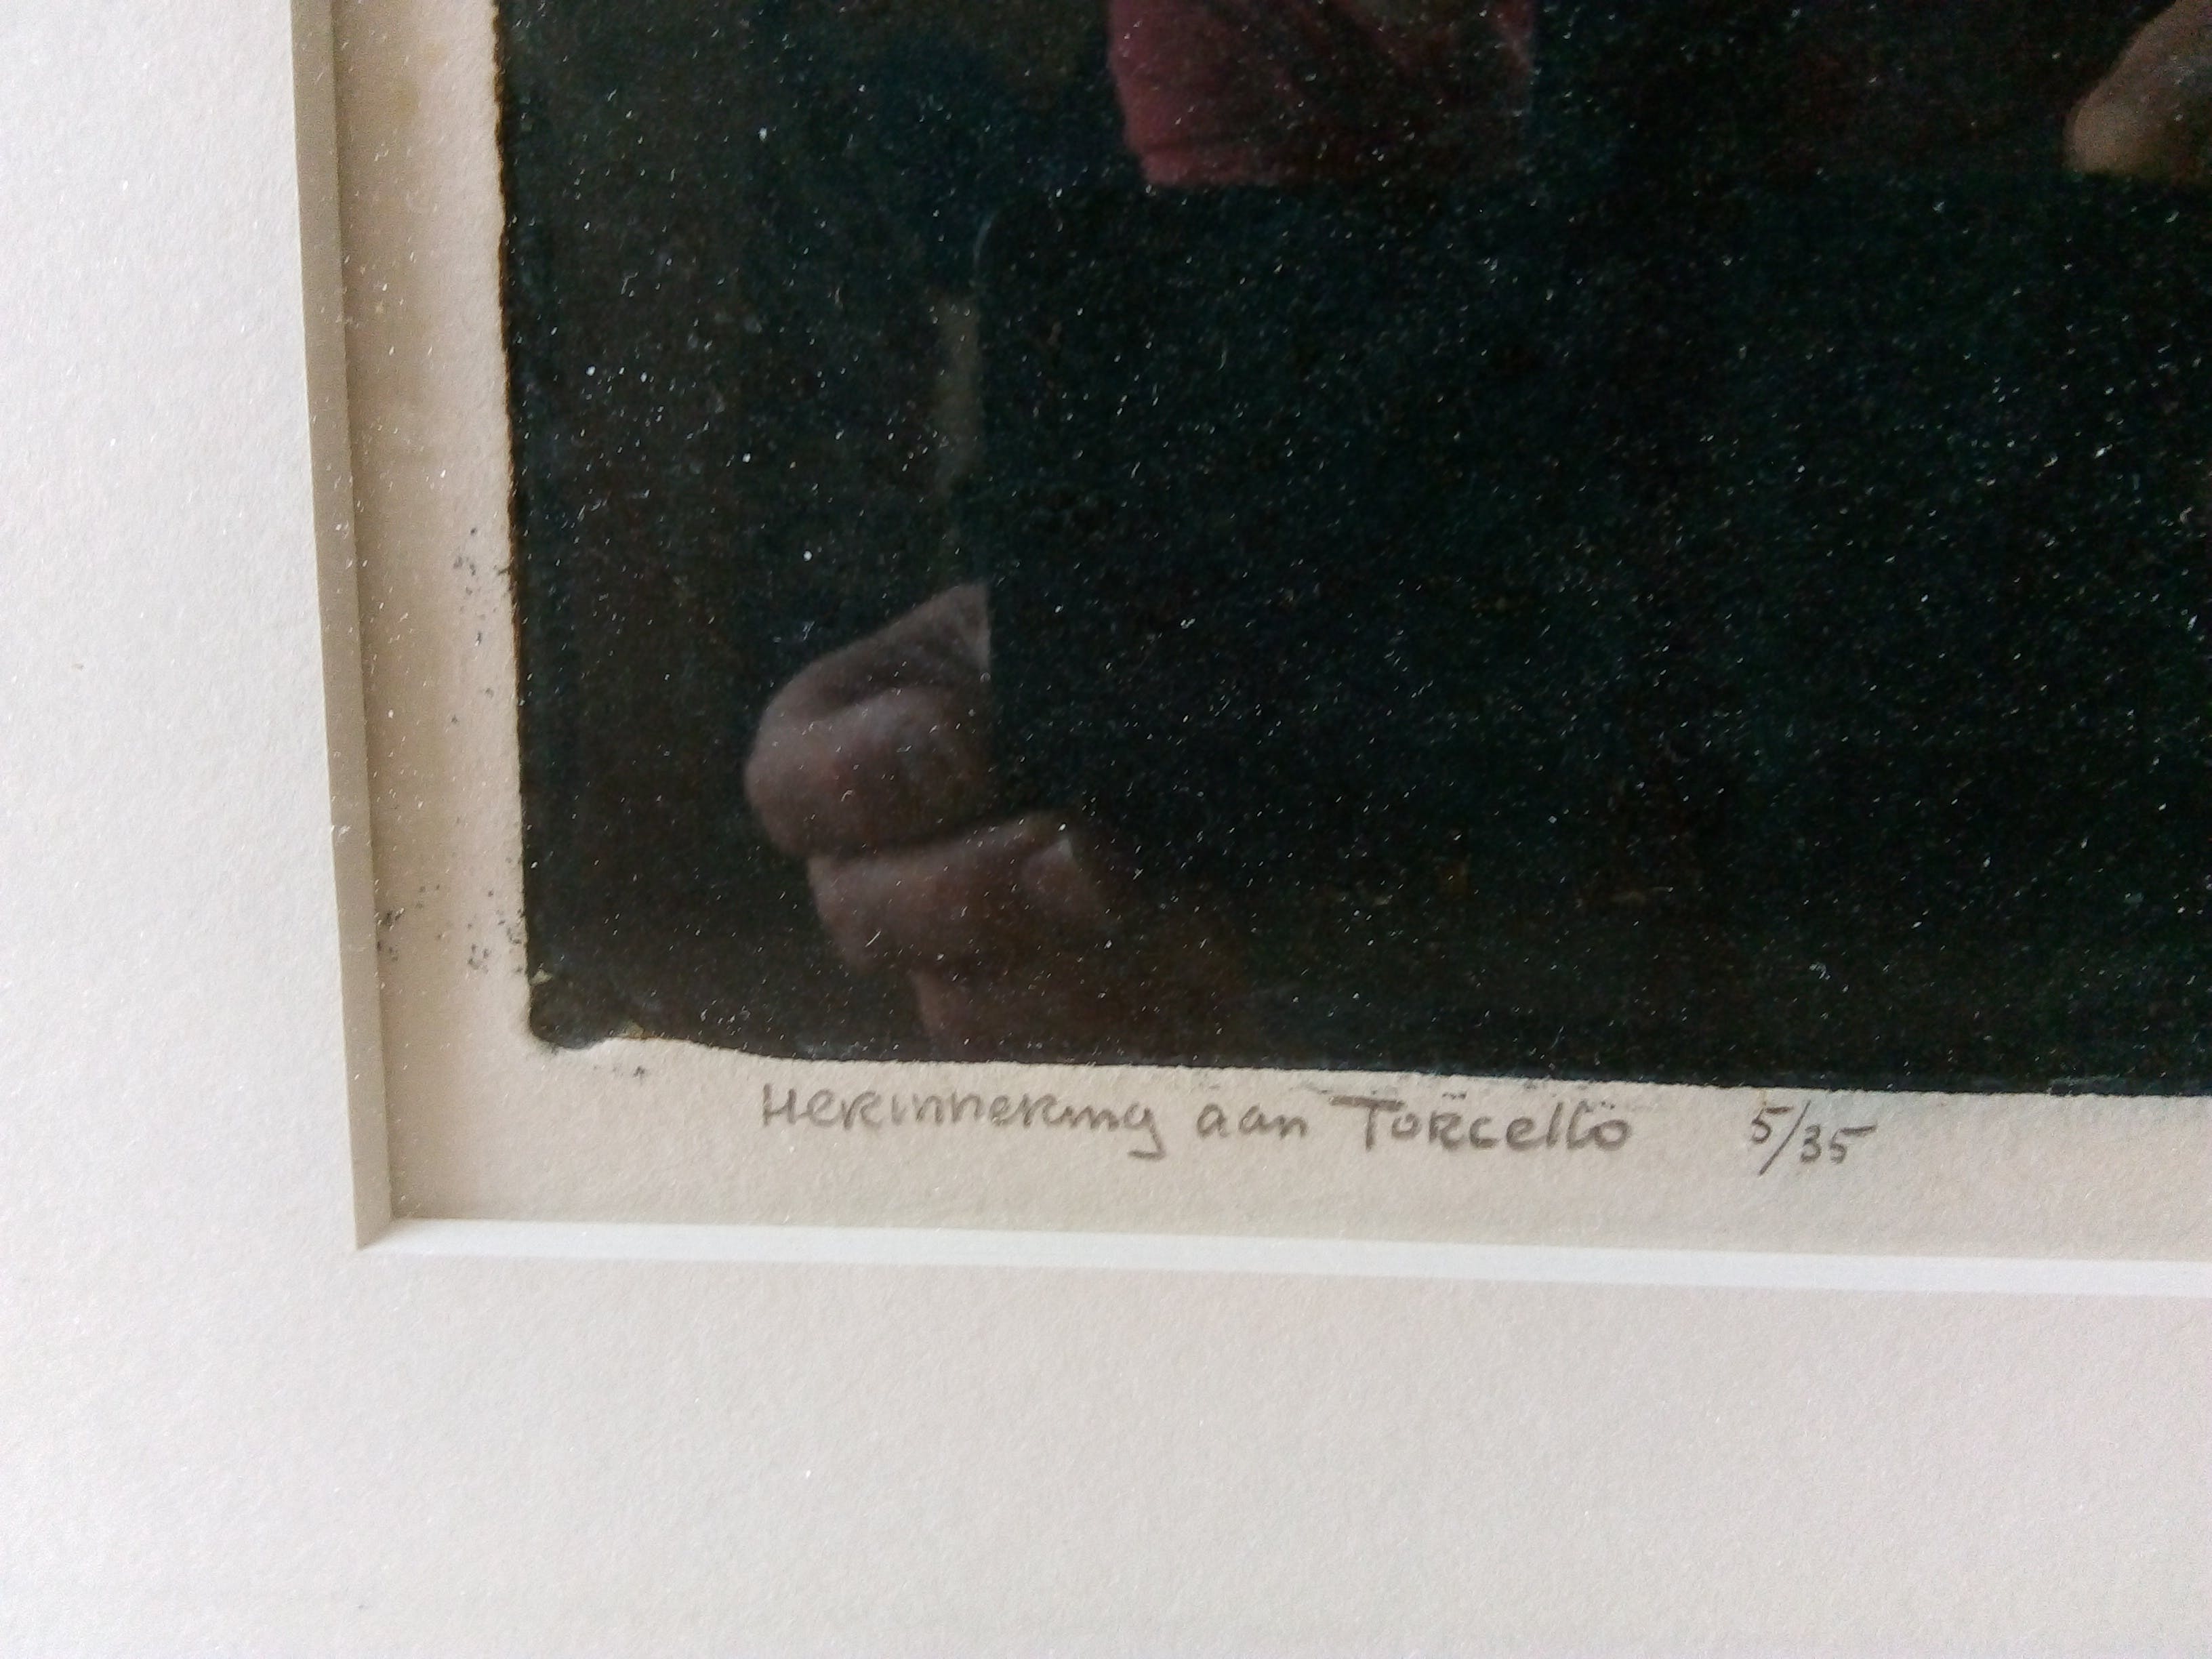 Herinnering aan Torcello 5/35